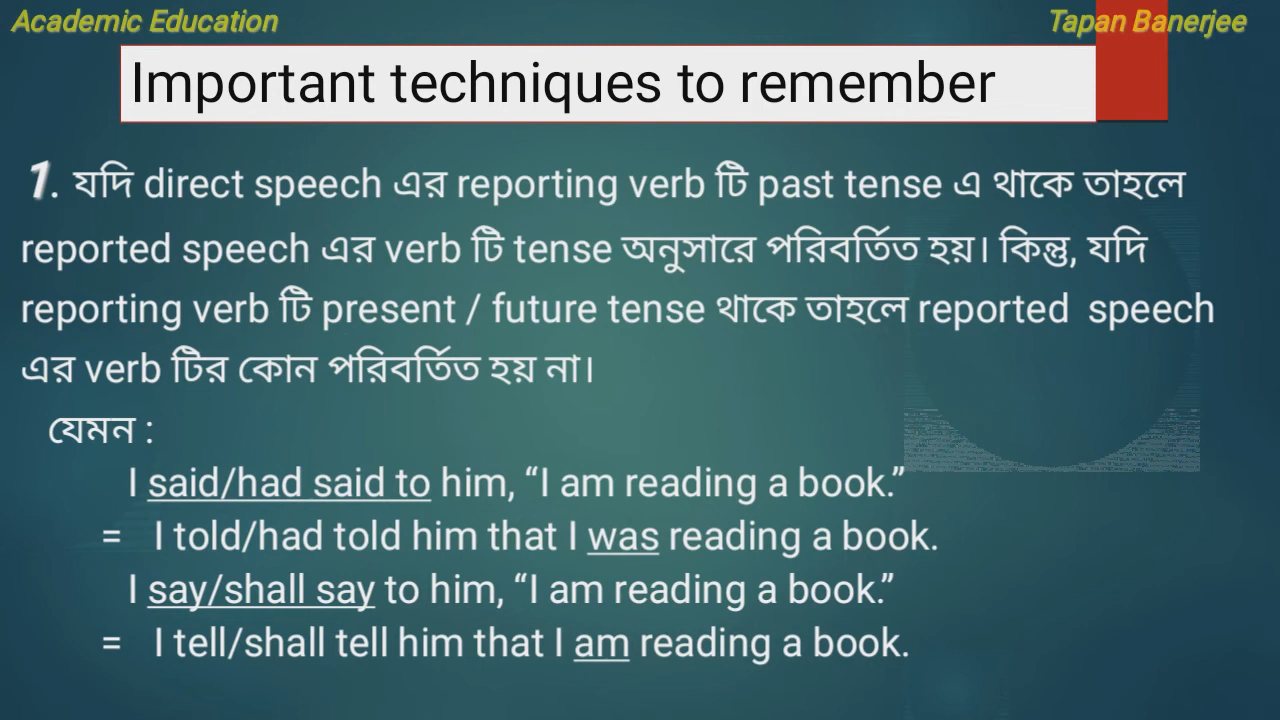 Academic Education
Tapan Banerjee
Important techniques to remember
1. যদি direct speech এর reporting verb টি past tense এ থাকে তাহলে
reported speech এর verb টি tense অনুসারে পরিবর্তিত হয়। কিন্তু, যদি
reporting verb টি present / future tense থাকে তাহলে reported speech
এর verb টির কোন পরিবর্তিত হয় না।
যেমন :
I said/had said to him, “I am reading a book.”
= I told/had told him that I was reading a book.
I say/shall say to him, “I am reading a book.”
= I tell/shall tell him that I am reading a book.